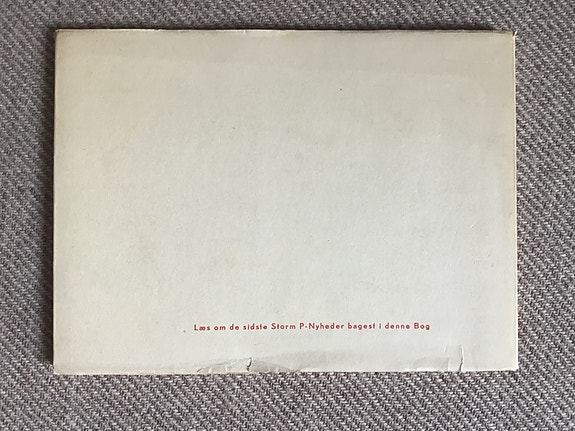 Læs om de sidste Storm P-Nyheder bagest i denne Bog